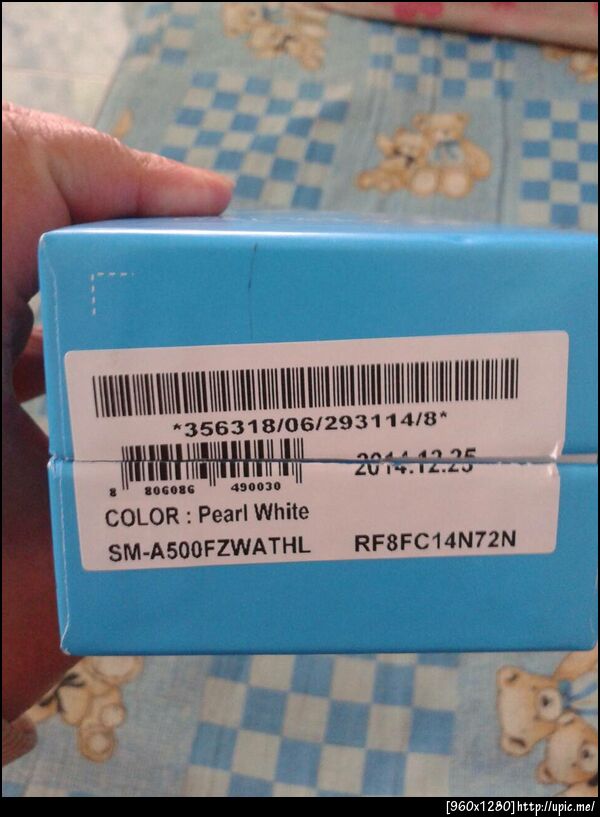 *356318/06/293114/8*
2014.12.25
8 806086 490030
COLOR : Pearl White
SM-A500FZWATHL RF8FC14N72N
[960x1280]http://upic.me/